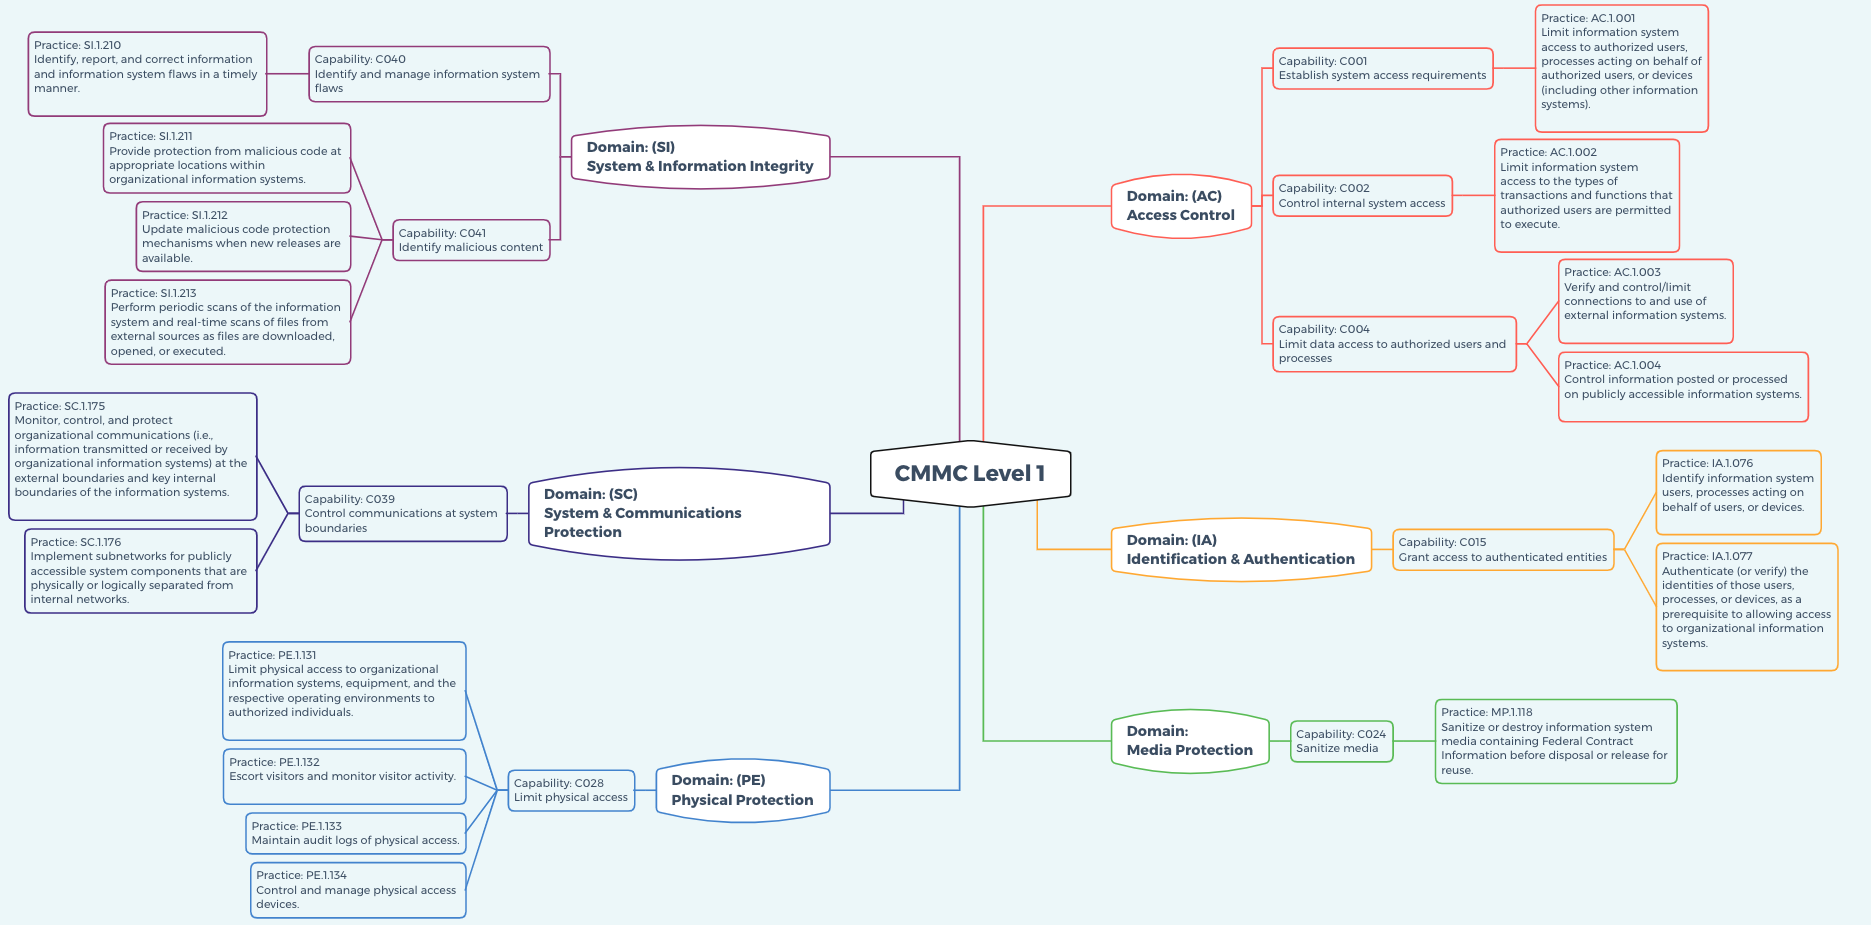 CMMC Level 1
Domain: (SI)
System & Information Integrity
Capability: C040
Identify and manage information system
flaws
Practice: SI.1.210
Identify, report, and correct information
and information system flaws in a timely
manner.
Capability: C041
Identify malicious content
Practice: SI.1.211
Provide protection from malicious code at
appropriate locations within
organizational information systems.
Practice: SI.1.212
Update malicious code protection
mechanisms when new releases are
available.
Practice: SI.1.213
Perform periodic scans of the information
system and real-time scans of files from
external sources as files are downloaded,
opened, or executed.
Domain: (SC)
System & Communications
Protection
Capability: C039
Control communications at system
boundaries
Practice: SC.1.175
Monitor, control, and protect
organizational communications (i.e.,
information transmitted or received by
organizational information systems) at the
external boundaries and key internal
boundaries of the information systems.
Practice: SC.1.176
Implement subnetworks for publicly
accessible system components that are
physically or logically separated from
internal networks.
Domain: (PE)
Physical Protection
Capability: C028
Limit physical access
Practice: PE.1.131
Limit physical access to organizational
information systems, equipment, and the
respective operating environments to
authorized individuals.
Practice: PE.1.132
Escort visitors and monitor visitor activity.
Practice: PE.1.133
Maintain audit logs of physical access.
Practice: PE.1.134
Control and manage physical access
devices.
Domain: (AC)
Access Control
Capability: C001
Establish system access requirements
Practice: AC.1.001
Limit information system
access to authorized users,
processes acting on behalf of
authorized users, or devices
(including other information
systems).
Capability: C002
Control internal system access
Practice: AC.1.002
Limit information system
access to the types of
transactions and functions that
authorized users are permitted
to execute.
Capability: C004
Limit data access to authorized users and
processes
Practice: AC.1.003
Verify and control/limit
connections to and use of
external information systems.
Practice: AC.1.004
Control information posted or processed
on publicly accessible information systems.
Domain: (IA)
Identification & Authentication
Capability: C015
Grant access to authenticated entities
Practice: IA.1.076
Identify information system
users, processes acting on
behalf of users, or devices.
Practice: IA.1.077
Authenticate (or verify) the
identities of those users,
processes, or devices, as a
prerequisite to allowing access
to organizational information
systems.
Domain:
Media Protection
Capability: C024
Sanitize media
Practice: MP.1.118
Sanitize or destroy information system
media containing Federal Contract
Information before disposal or release for
reuse.